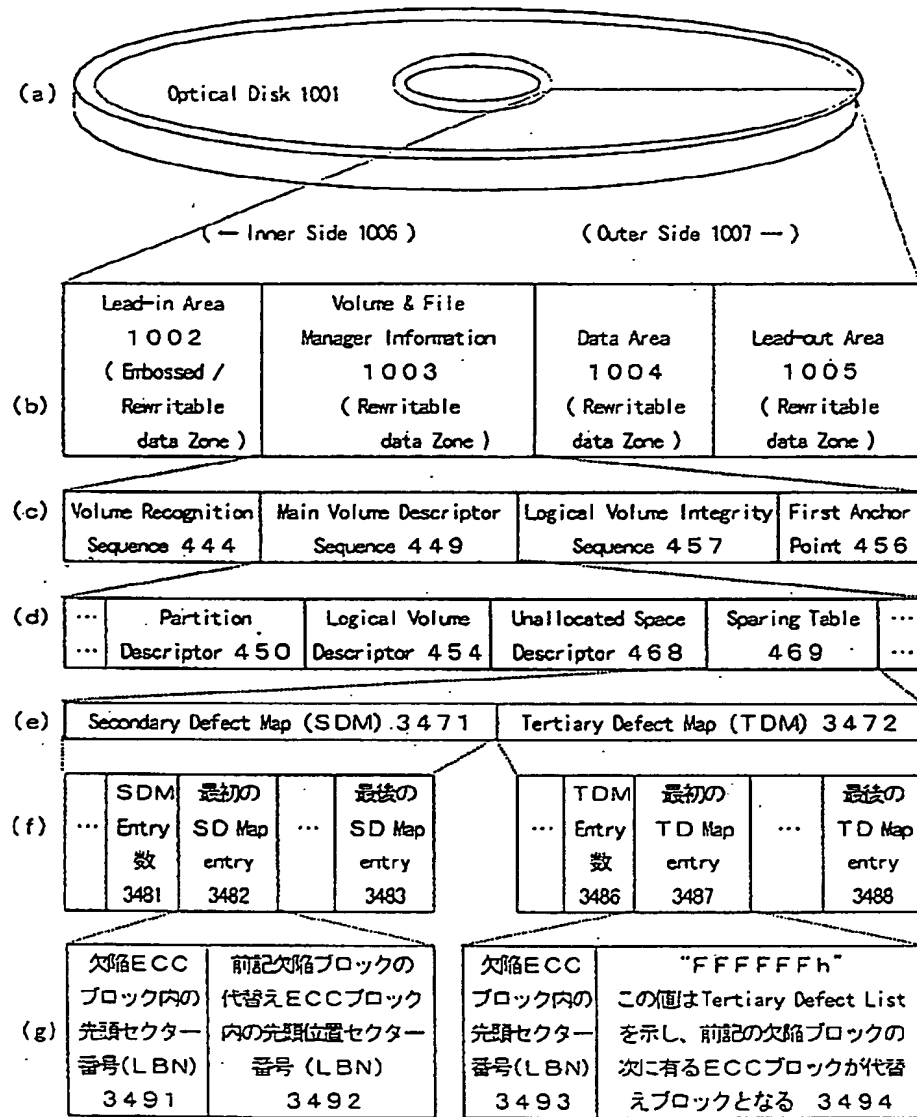 (a)
Optical Disk 1001
(← Inner Side 1006 )
(Outer Side 1007 →)
(b)
Lead-in Area
1002
( Embossed /
Rewritable
data Zone )
Volume & File
Manager Information
1003
( Rewritable
data Zone )
Data Area
1004
( Rewritable
data Zone )
Lead-out Area
1005
( Rewritable
data Zone )
(c)
Volume Recognition
Sequence 444
Main Volume Descriptor
Sequence 449
Logical Volume Integrity
Sequence 457
First Anchor
Point 456
(d)
…
…
Partition
Descriptor 450
Logical Volume
Descriptor 454
Unallocated Space
Descriptor 468
Sparing Table
469
…
…
(e)
Secondary Defect Map (SDM) 3471
Tertiary Defect Map (TDM) 3472
(f)
…
SDM
Entry
数
3481
最初の
SD Map
entry
3482
…
最後の
SD Map
entry
3483
…
TDM
Entry
数
3486
最初の
TD Map
entry
3487
…
最後の
TD Map
entry
3488
(g)
欠陥ECC
ブロック内の
先頭セクター
番号(LBN)
3491
前記欠陥ブロックの
代替えECCブロック
内の先頭位置セクター
番号 (LBN)
3492
欠陥ECC
ブロック内の
先頭セクター
番号(LBN)
3493
"FFFFFFh"
この値はTertiary Defect List
を示し、前記の欠陥ブロックの
次に有るECCブロックが代替
えブロックとなる 3494